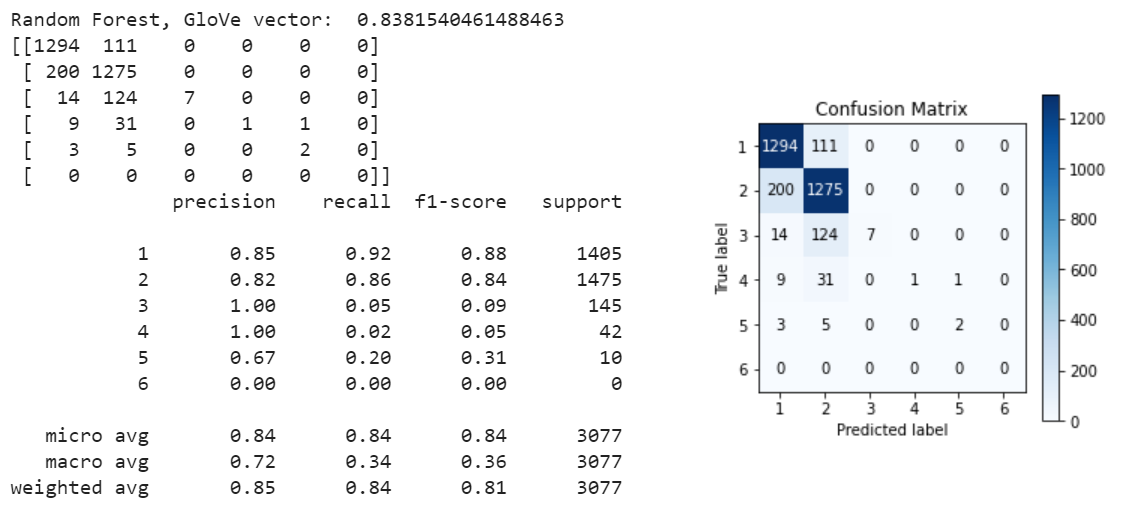 Random Forest, GloVe vector:  0.8381540461488463
[[1294  111    0    0    0    0]
 [ 200 1275    0    0    0    0]
 [  14  124    7    0    0    0]
 [   9   31    0    1    1    0]
 [   3    5    0    0    2    0]
 [   0    0    0    0    0    0]]
precision    recall  f1-score   support
1       0.85      0.92      0.88      1405
2       0.82      0.86      0.84      1475
3       1.00      0.05      0.09       145
4       1.00      0.02      0.05        42
5       0.67      0.20      0.31        10
6       0.00      0.00      0.00         0
micro avg       0.84      0.84      0.84      3077
macro avg       0.72      0.34      0.36      3077
weighted avg       0.85      0.84      0.81      3077
Confusion Matrix
True label
1 1294 111 0 0 0 0
2 200 1275 0 0 0 0
3 14 124 7 0 0 0
4 9 31 0 1 1 0
5 3 5 0 0 2 0
6 0 0 0 0 0 0
1 2 3 4 5 6
Predicted label
1200
1000
800
600
400
200
0